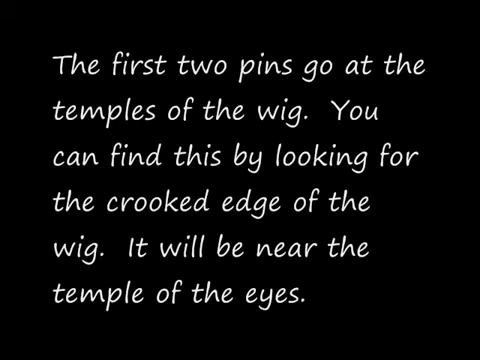 The first two pins go at the
temples of the wig.  You
can find this by looking for
the crooked edge of the
wig.  It will be near the
temple of the eyes.